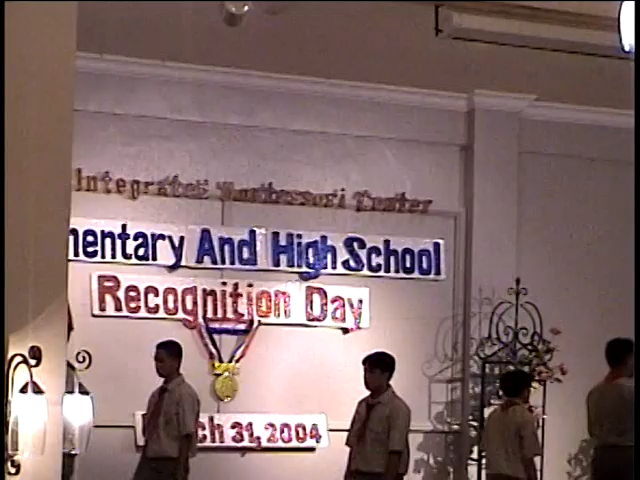 Integrated Montessori Center
mentary And High School
Recognition Day
ch 31, 2004